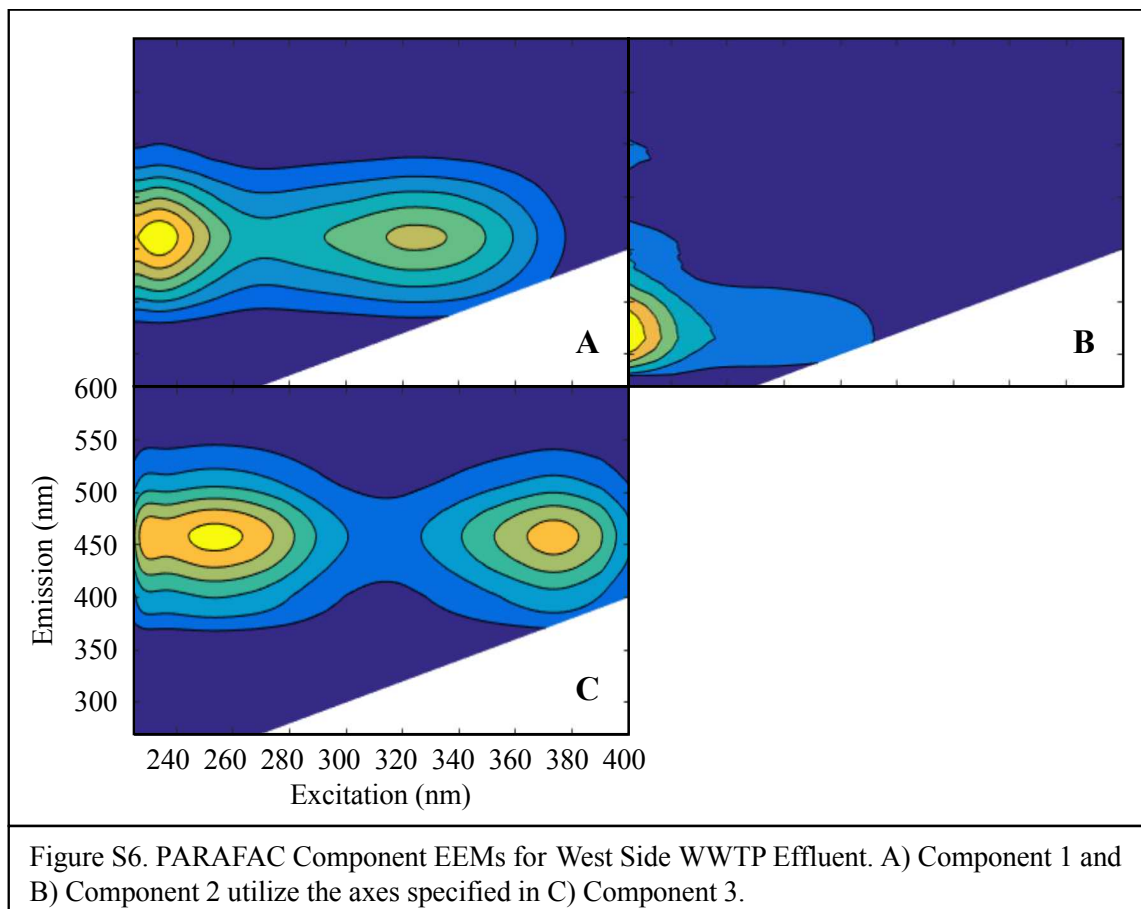 A
B
600
550
500
450
400
350
300
Emission (nm)
C
240 260 280 300 320 340 360 380 400
Excitation (nm)
Figure S6. PARAFAC Component EEMs for West Side WWTP Effluent. A) Component 1 and
B) Component 2 utilize the axes specified in C) Component 3.